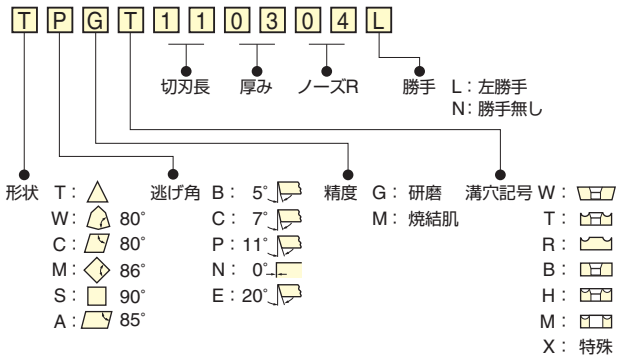 T P G T 1 1 0 3 0 4 L
切刃長 厚み ノーズR 勝手 L：左勝手
N：勝手無し
形状 T： 逃げ角 B： 5° 精度 G：研磨 溝穴記号 W：
W： 80° C： 7° M：焼結肌 T：
C： 80° P：11° R：
M： 86° N： 0° B：
S： 90° E：20° H：
A： 85° M：
X：特殊